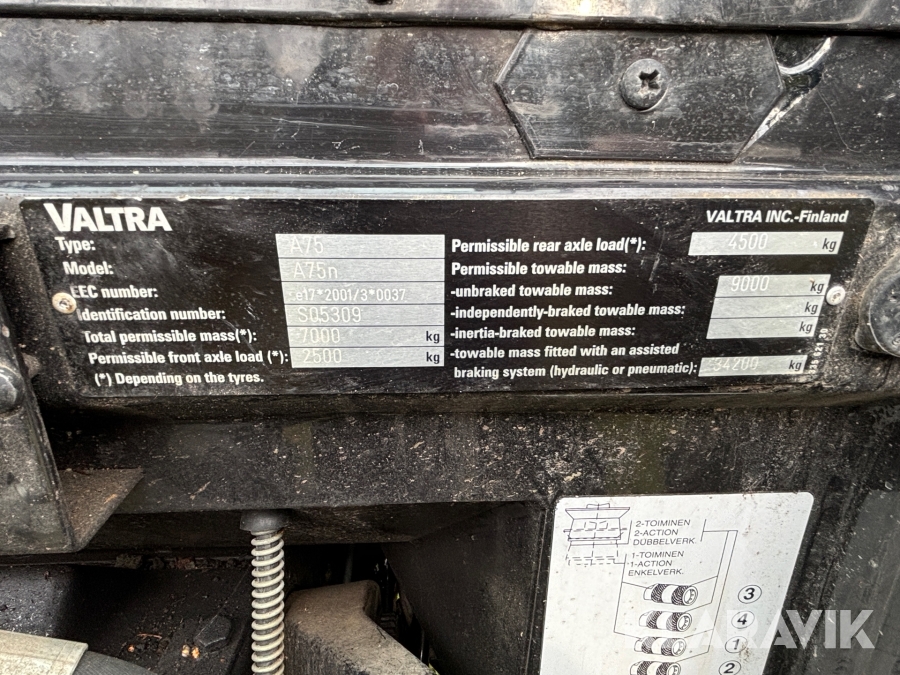 VALTRA
VALTRA INC.-Finland
Type: A75
Model: A75n
EEC number: e17*2001/3*0037
Identification number: S05309
Total permissible mass(*): 7000 kg
Permissible front axle load (*): 2500 kg
(*) Depending on the tyres.
Permissible rear axle load(*): 4500 kg
Permissible towable mass:
-unbraked towable mass: 9000 kg
-independently-braked towable mass: kg
-inertia-braked towable mass: kg
-towable mass fitted with an assisted
braking system (hydraulic or pneumatic): 34200 kg
2-TOIMINEN
2-ACTION
DUBBELVERK.
1-TOIMINEN
1-ACTION
ENKELVERK.
3
4
1
2
KLARAVIK